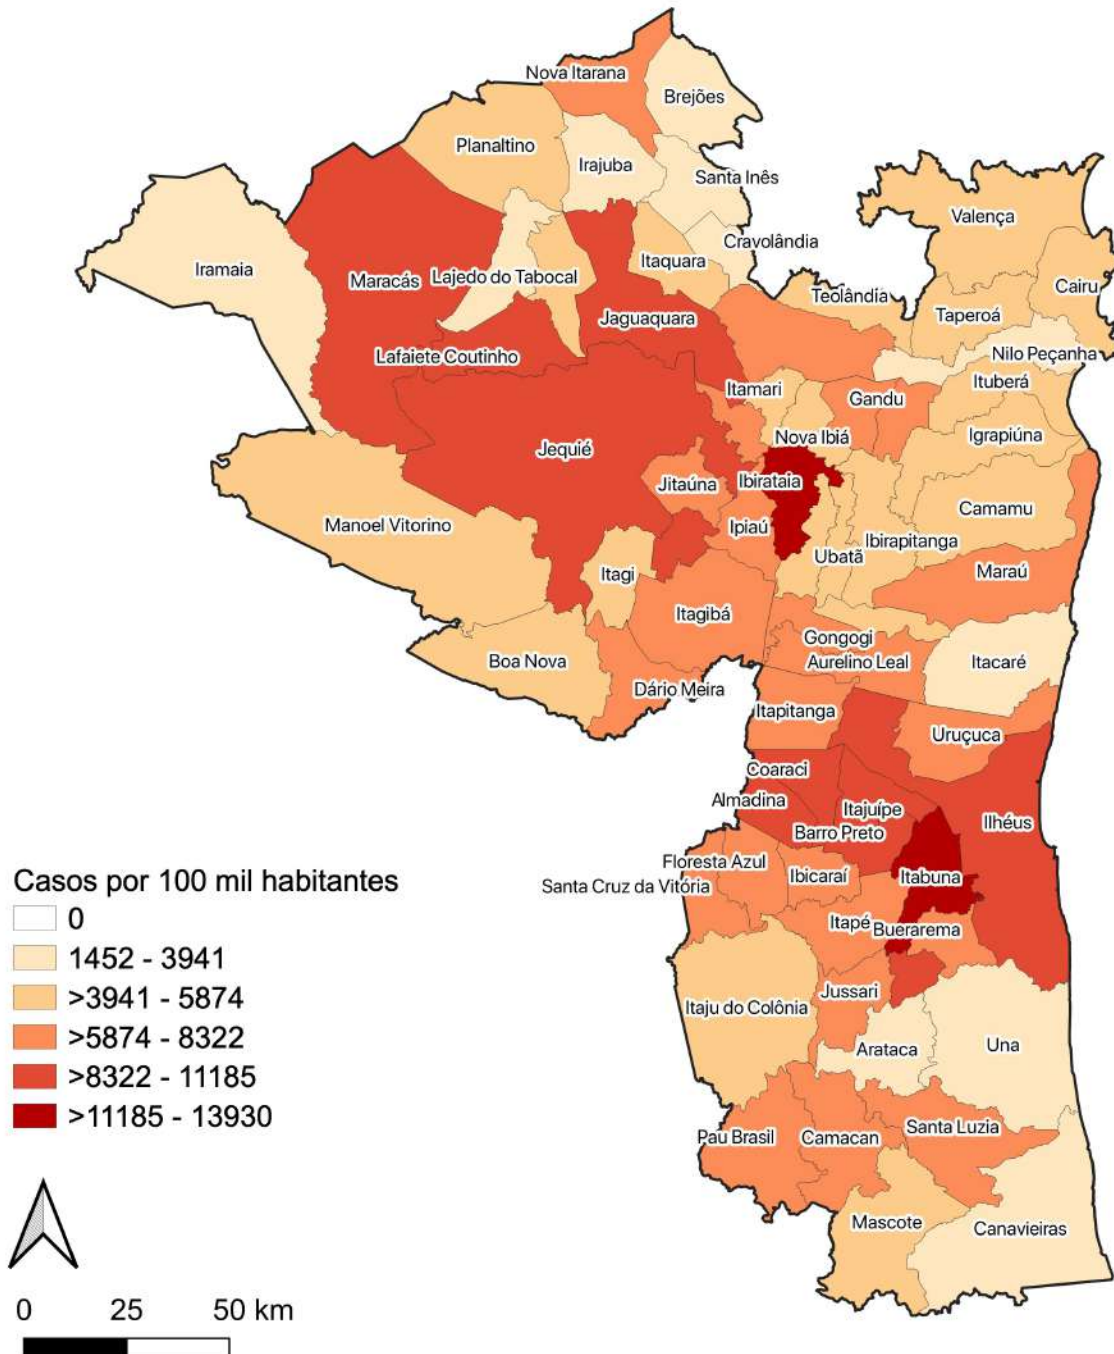 Nova Itarana
Brejões
Planaltino
Irajuba
Santa Inês
Valença
Cravolândia
Iramaia
Maracás
Lajedo do Tabocal
Itaquara
Teolândia
Cairu
Taperoá
Jaguaquara
Lafaiete Coutinho
Nilo Peçanha
Itamari
Gandu
Ituberá
Nova Ibiá
Igrapiúna
Jequié
Jitaúna
Ibirataia
Camamu
Manoel Vitorino
Ipiaú
Ibirapitanga
Ubatã
Itagi
Maraú
Itagibá
Gongogi
Boa Nova
Aurelino Leal
Itacaré
Dário Meira
Itapitanga
Uruçuca
Coaraci
Almadina
Itajuípe
Ilhéus
Barro Preto
Floresta Azul
Ibicaraí
Itabuna
Santa Cruz da Vitória
Itapé
Buerarema
Jussari
Itaju do Colônia
Arataca
Una
Pau Brasil
Camacan
Santa Luzia
Mascote
Canavieiras
Casos por 100 mil habitantes
0
1452 - 3941
>3941 - 5874
>5874 - 8322
>8322 - 11185
>11185 - 13930
0 25 50 km